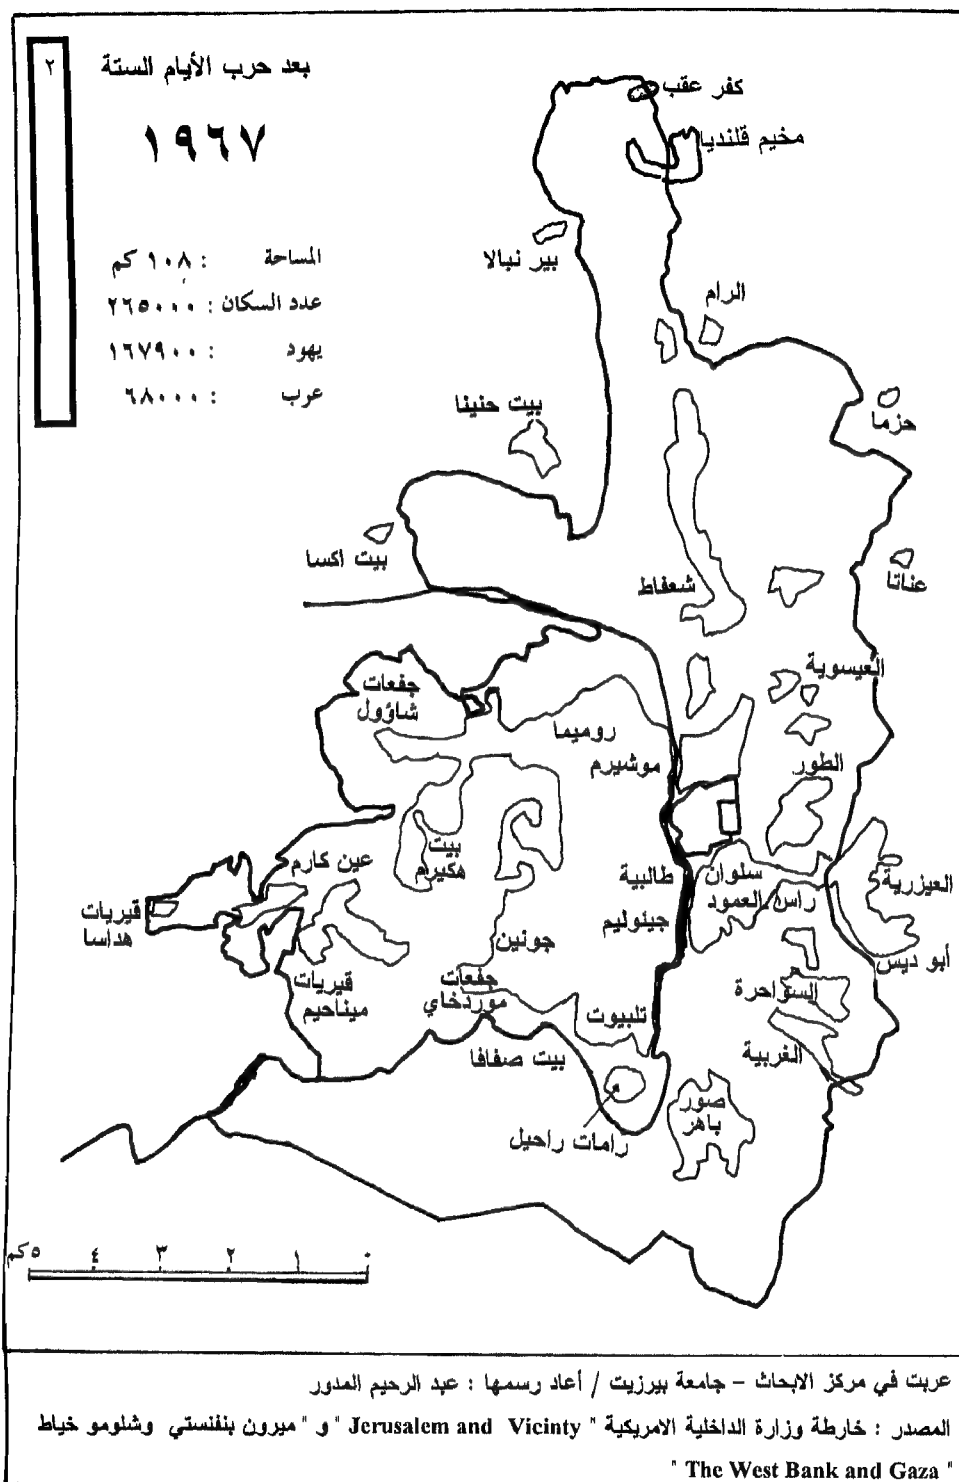 ٢
بعد حرب الأيام الستة
١٩٦٧
المساحة : ١٠٨ كم
عدد السكان : ٢٦٥٠٠٠
يهود : ١٦٧٩٠٠
عرب : ٦٨٠٠٠
كفر عقب
مخيم قلنديا
بير نبالا
الرام
حزما
بيت حنينا
بيت اكسا
عناتا
شعفاط
العيسوية
جفعات
شاؤول
روميما
موشيرم
الطور
بيت
هكيرام
عين كارم
طالبية
سلوان
راس العمود
العيزرية
قيريات
هداسا
جينوليم
جونين
أبو ديس
قيريات
ميناحيم
جفعات
موردخاي
تلبيوت
السواحرة
الغربية
بيت صفافا
صور
باهر
رامات راحيل
٥ كم ٤ ٣ ٢ ١ ٠
عربت في مركز الابحاث – جامعة بيرزيت / أعاد رسمها : عبد الرحيم المدور
المصدر : خارطة وزارة الداخلية الامريكية " Jerusalem and Vicinty " و " ميرون بنفنستي وشلومو خياط
" The West Bank and Gaza "